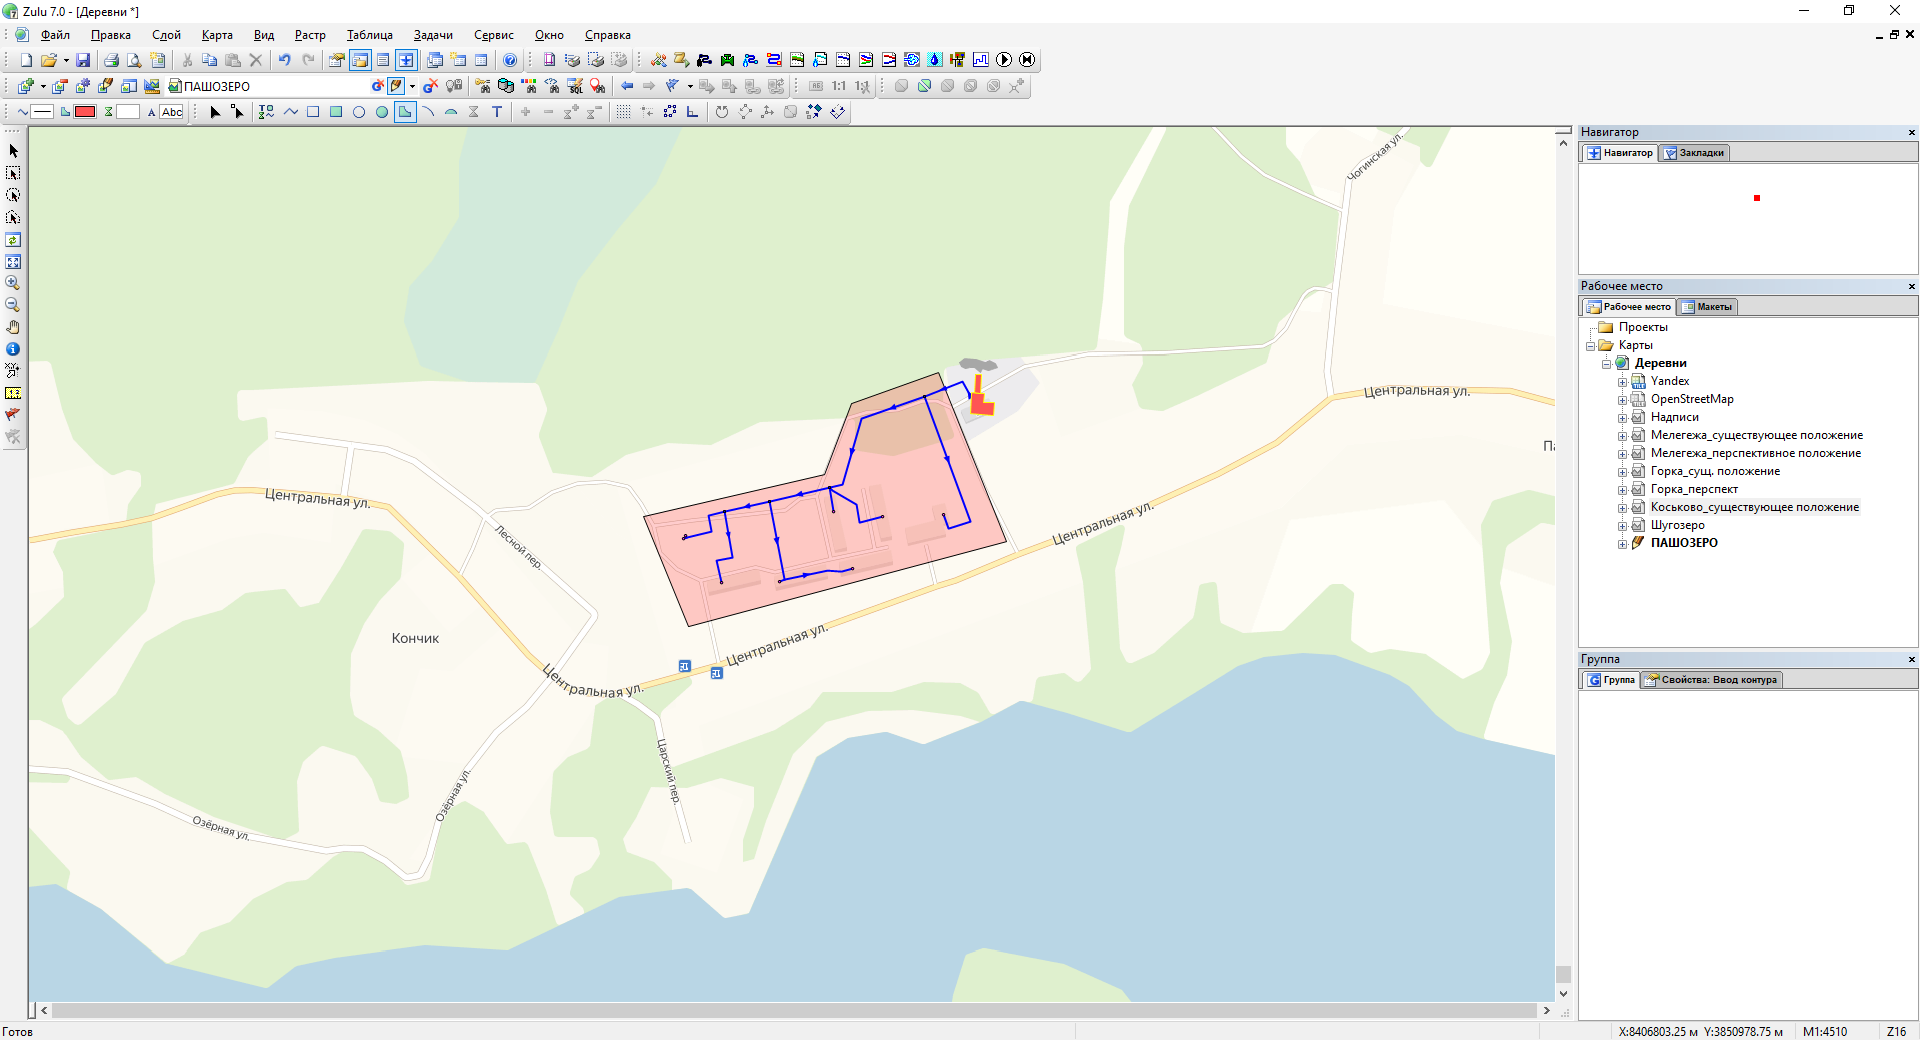 Zulu 7.0 - [Деревни *]
Файл Правка Слой Карта Вид Растр Таблица Задачи Сервис Окно Справка
ПАШОЗЕРО
SQL
1:1
A Abc
Навигатор
Навигатор Закладки
Рабочее место
Рабочее место Макеты
Проекты
Карты
Деревни
Yandex
OpenStreetMap
Надписи
Мелегежа_существующее положение
Мелегежа_перспективное положение
Горка_сущ. положение
Горка_перспект
Коськово_существующее положение
Шугозеро
ПАШОЗЕРО
Группа
Группа Свойства: Ввод контура
Чогинская ул.
Центральная ул.
Па
Центральная ул.
Лесной пер.
Центральная ул.
Кончик
Центральная ул.
Центральная ул.
Царский пер.
Озёрная ул.
Озёрная ул.
Готов
X:8406803.25 м Y:3850978.75 м M1:4510 Z16